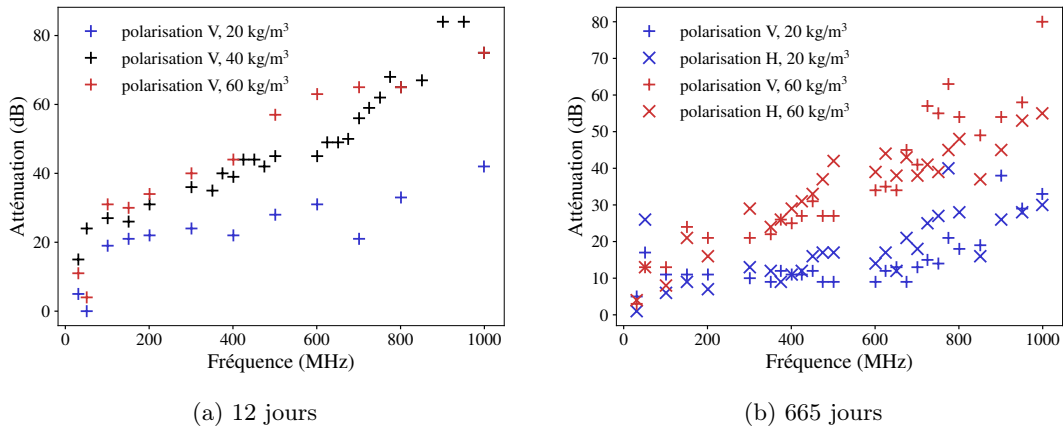 polarisation V, 20 kg/m³
polarisation V, 40 kg/m³
polarisation V, 60 kg/m³
80
60
40
20
0
Atténuation (dB)
0 200 400 600 800 1000
Fréquence (MHz)
(a) 12 jours
polarisation V, 20 kg/m³
polarisation H, 20 kg/m³
polarisation V, 60 kg/m³
polarisation H, 60 kg/m³
80
70
60
50
40
30
20
10
0
Atténuation (dB)
0 200 400 600 800 1000
Fréquence (MHz)
(b) 665 jours